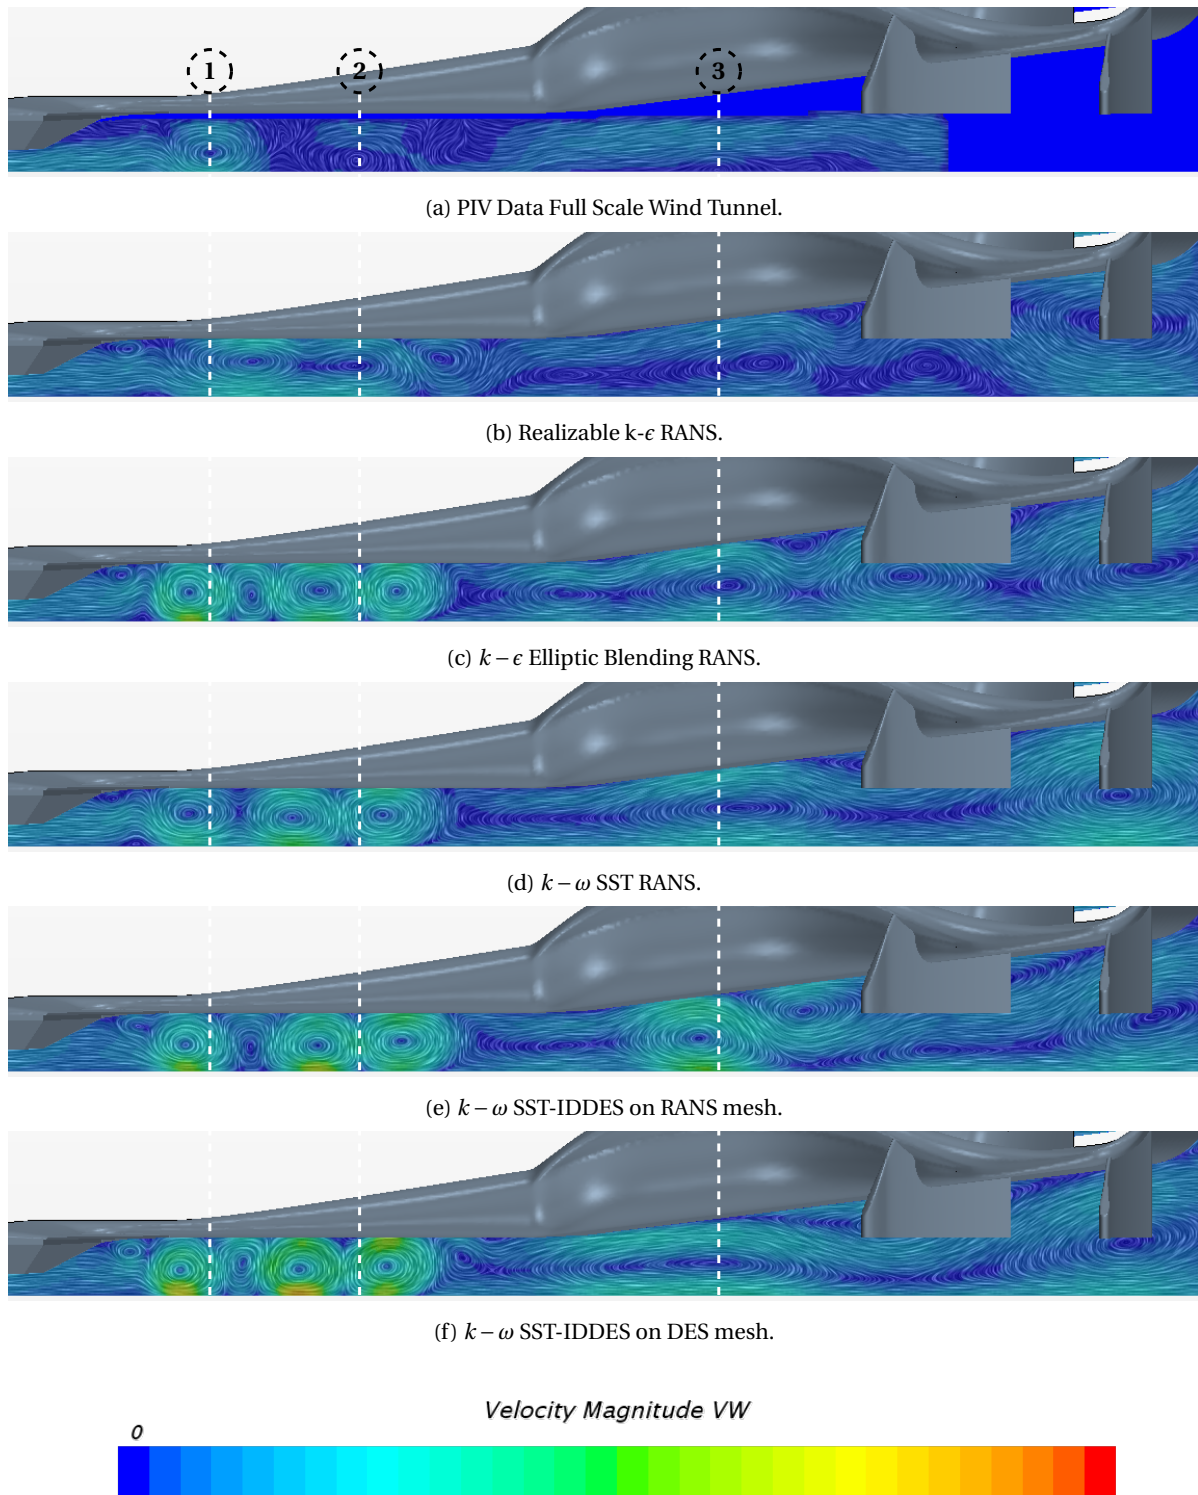 1 2 3
(a) PIV Data Full Scale Wind Tunnel.
(b) Realizable k-ϵ RANS.
(c) k − ϵ Elliptic Blending RANS.
(d) k − ω SST RANS.
(e) k − ω SST-IDDES on RANS mesh.
(f) k − ω SST-IDDES on DES mesh.
Velocity Magnitude VW
0